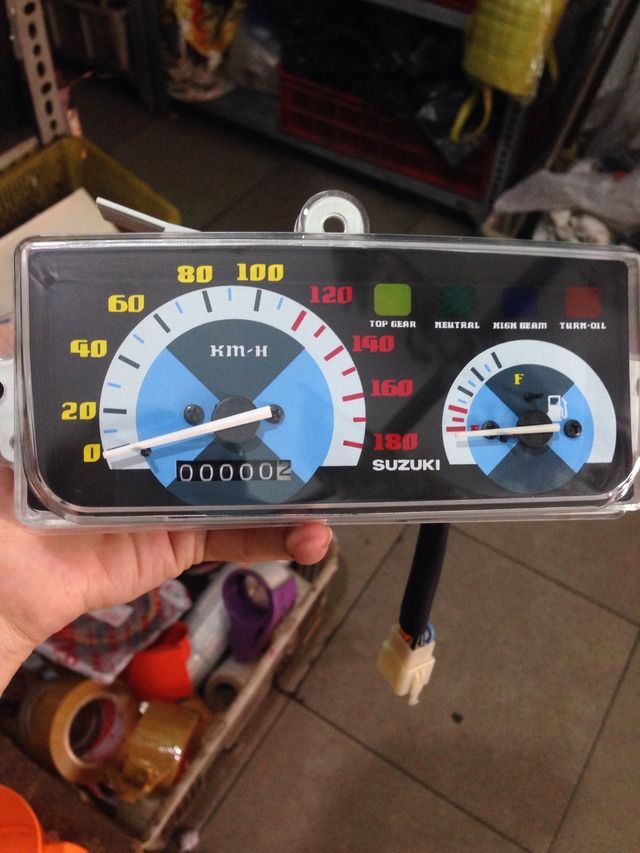 80 100
60 120
40 140
KM-H
160
20
0 180
000002
SUZUKI
TOP GEAR NEUTRAL HIGH BEAM TURN-OIL
F
E